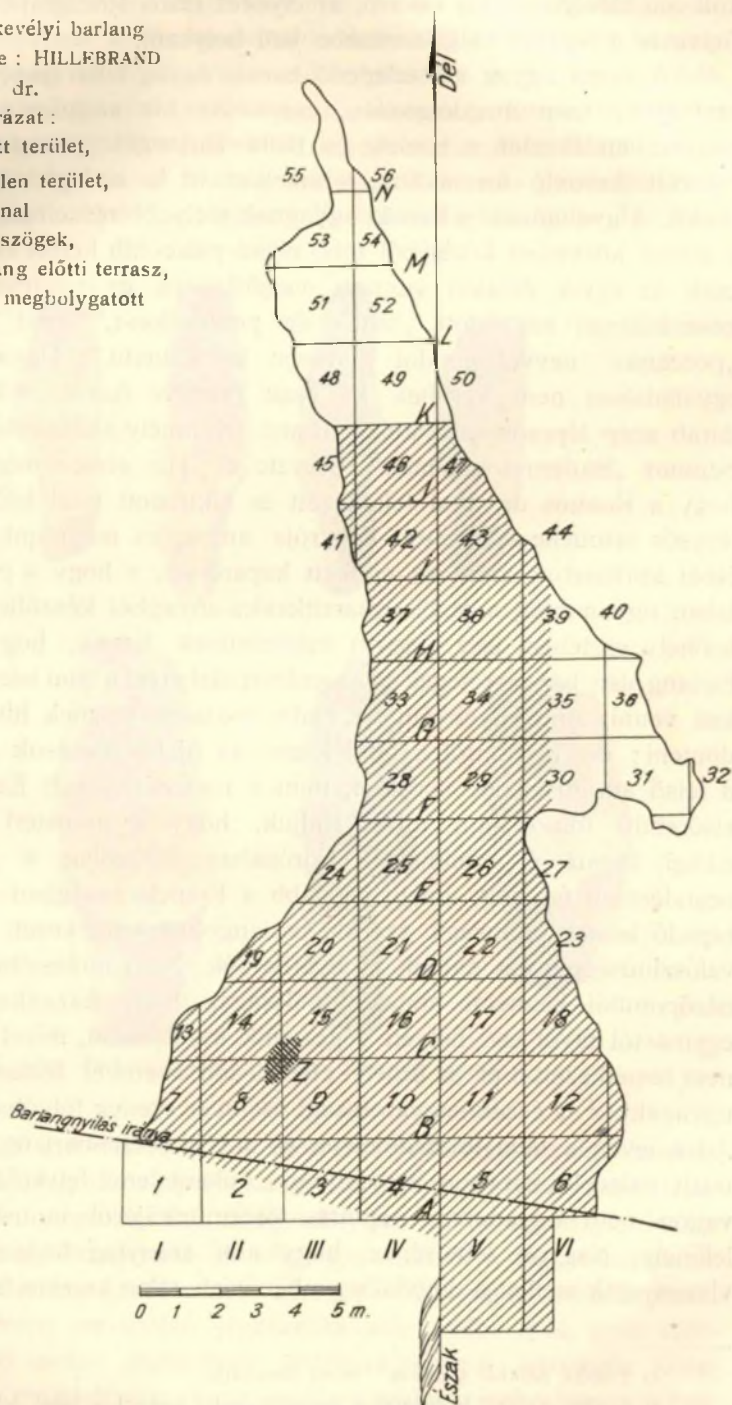 kevélyi barlang
e : HILLEBRAND
dr.
rázat :
tt terület,
len terület,
nal
szögek,
ang előtti terrasz,
megbolygatott
Dél
55 56
N
53 54
M
51 52
L
48 49 50
K
45 46 47
J
41 42 43 44
I
37 38 39 40
H
33 34 35 36
G
28 29 30 31 32
F
24 25 26 27
E
19 20 21 22 23
D
13 14 15 16 17 18
C
Z
7 8 9 10 11 12
B
Barlangnyilás iránya
1 2 3 4 5 6
A
I II III IV V VI
0 1 2 3 4 5 m.
Észak